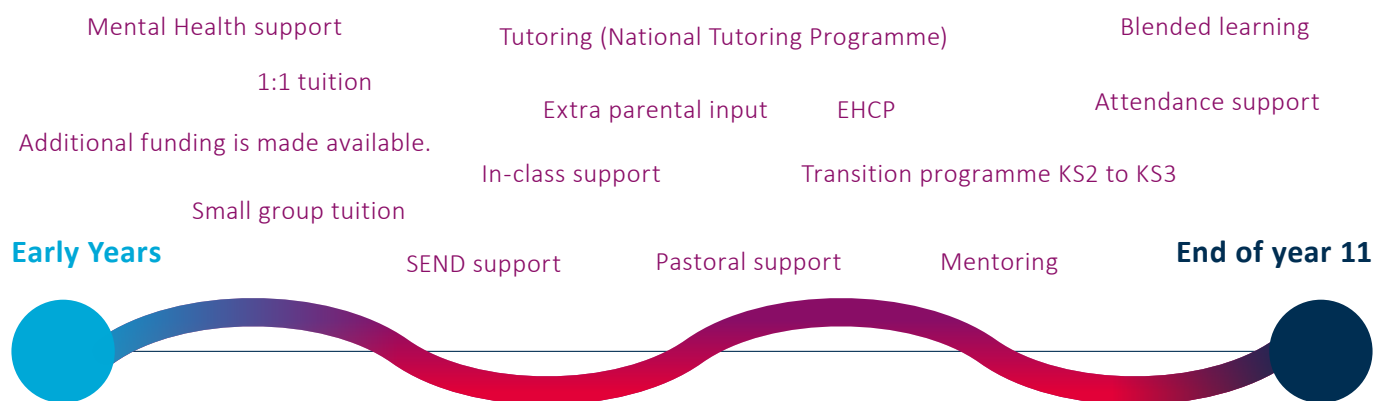 Mental Health support
Tutoring (National Tutoring Programme)
Blended learning
1:1 tuition
Extra parental input
EHCP
Attendance support
Additional funding is made available.
In-class support
Transition programme KS2 to KS3
Small group tuition
Early Years
SEND support
Pastoral support
Mentoring
End of year 11